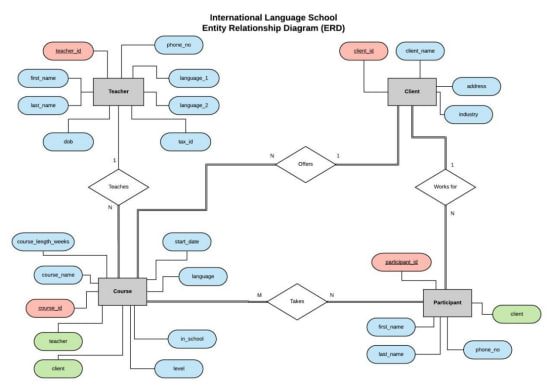 International Language School
Entity Relationship Diagram (ERD)
phone_no
teacher_id
client_id
client_name
first_name
language_1
Teacher
Client
address
last_name
language_2
industry
dob
tax_id
N
Offers
1
1
1
Teaches
Works for
N
N
course_length_weeks
start_date
course_name
language
participant_id
Course
M
Takes
N
Participant
course_id
client
teacher
in_school
first_name
client
level
last_name
phone_no